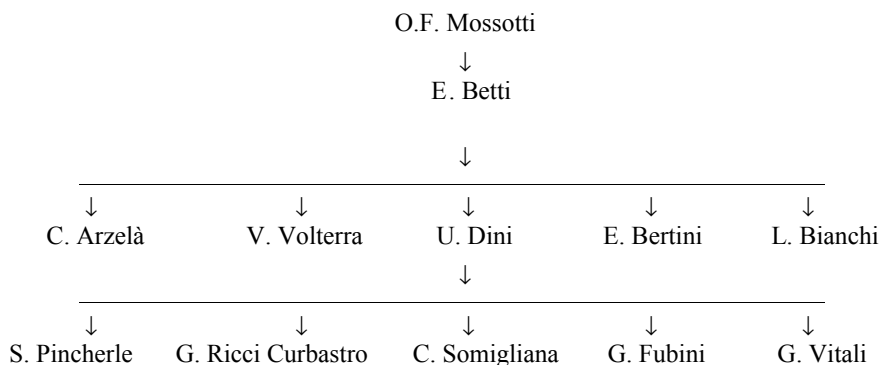 O.F. Mossotti
↓
E. Betti
↓
↓ ↓ ↓ ↓ ↓
C. Arzelà V. Volterra U. Dini E. Bertini L. Bianchi
↓
↓ ↓ ↓ ↓ ↓
S. Pincherle G. Ricci Curbastro C. Somigliana G. Fubini G. Vitali